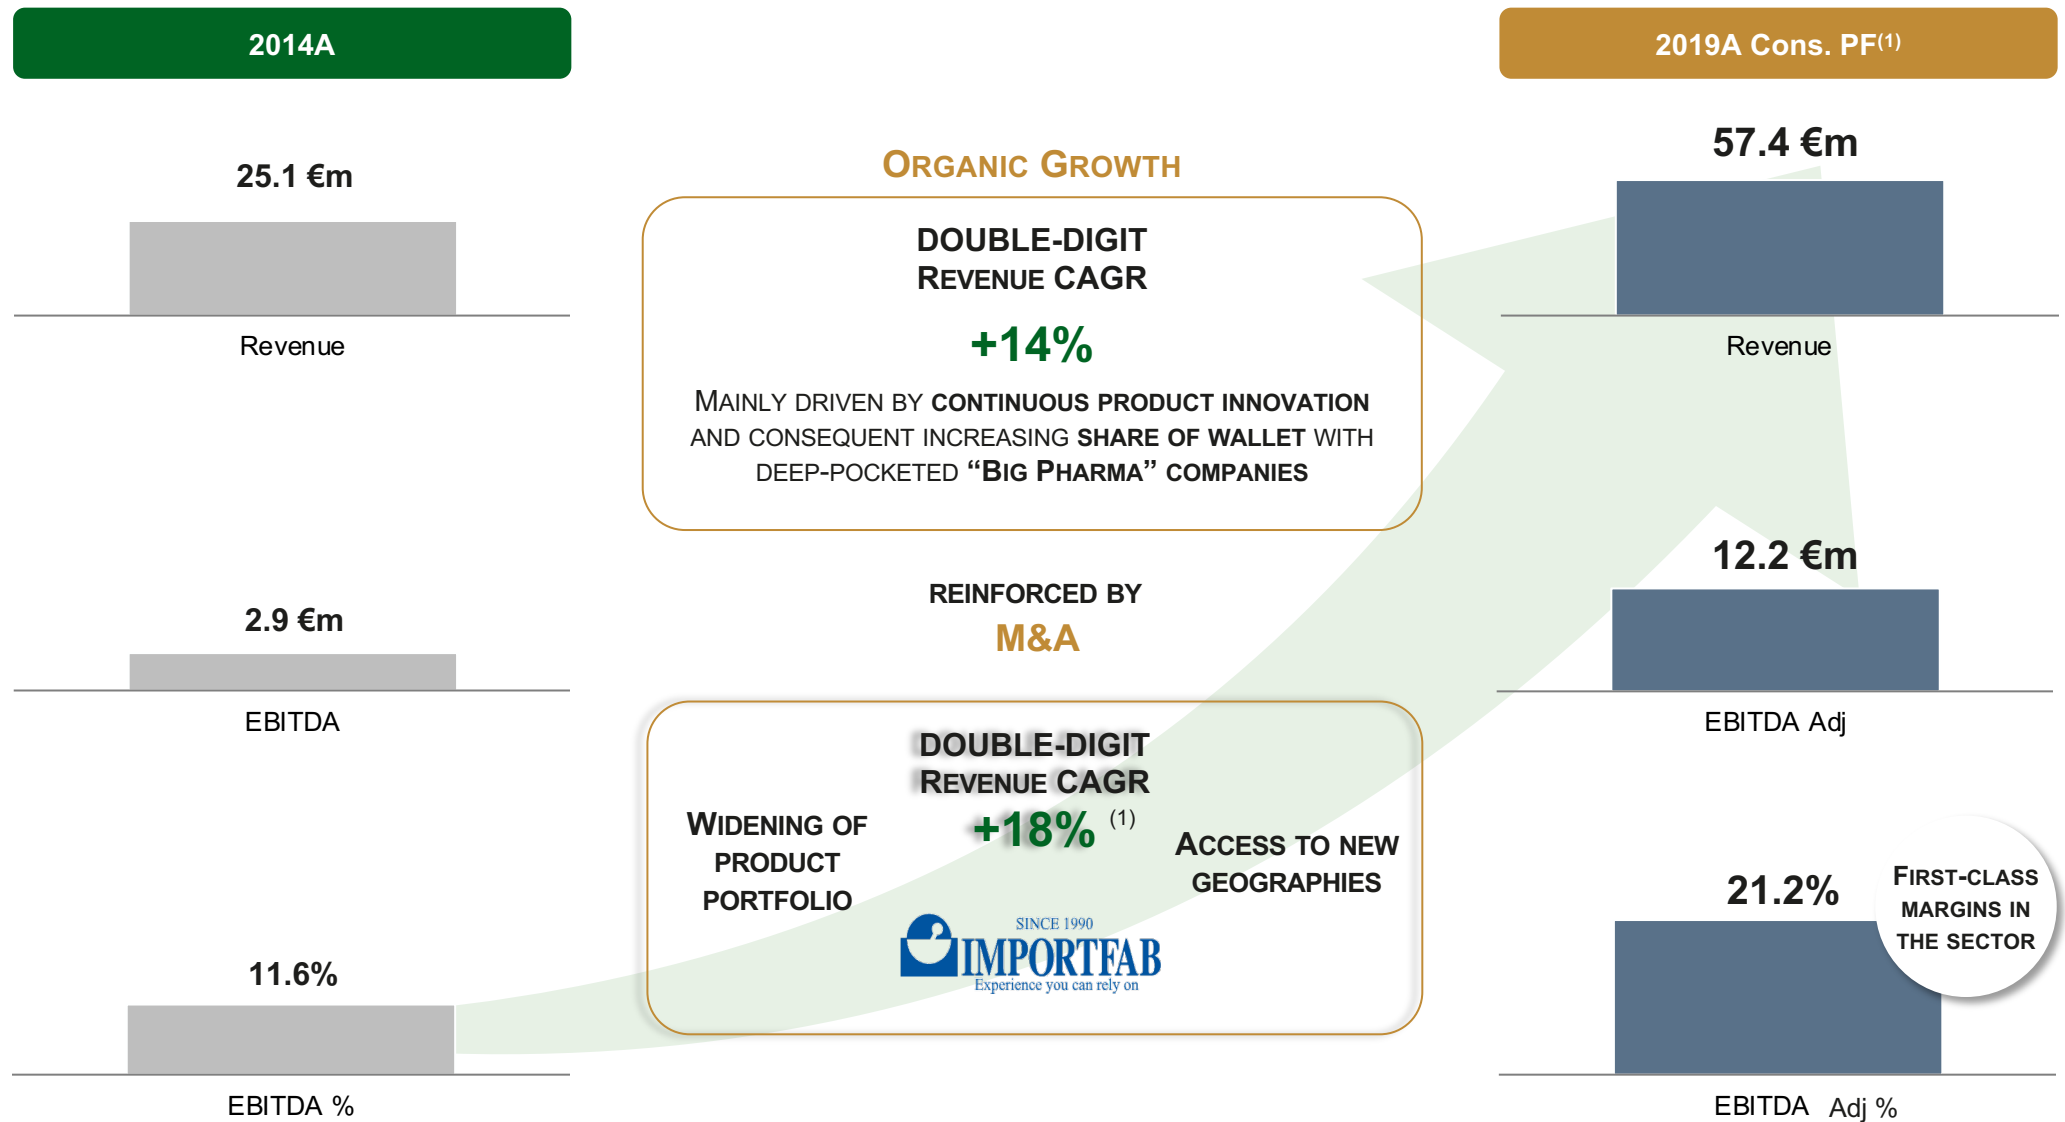 2014A
2019A Cons. PF(1)
25.1 €m
Revenue
2.9 €m
EBITDA
11.6%
EBITDA %
ORGANIC GROWTH
DOUBLE-DIGIT
REVENUE CAGR
+14%
MAINLY DRIVEN BY CONTINUOUS PRODUCT INNOVATION
AND CONSEQUENT INCREASING SHARE OF WALLET WITH
DEEP-POCKETED “BIG PHARMA” COMPANIES
REINFORCED BY
M&A
DOUBLE-DIGIT
REVENUE CAGR
+18% (1)
WIDENING OF
PRODUCT
PORTFOLIO
ACCESS TO NEW
GEOGRAPHIES
SINCE 1990
IMPORTFAB
Experience you can rely on
57.4 €m
Revenue
12.2 €m
EBITDA Adj
21.2%
FIRST-CLASS
MARGINS IN
THE SECTOR
EBITDA Adj %